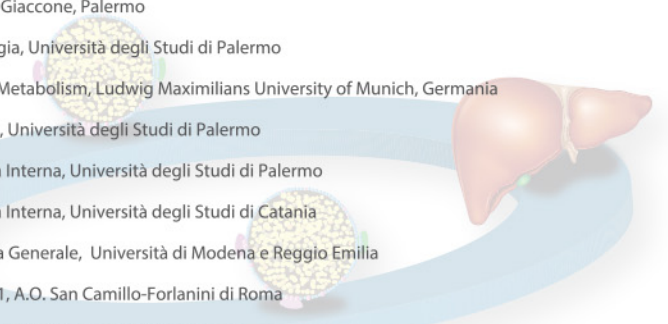 Giaccone, Palermo
gia, Università degli Studi di Palermo
Metabolism, Ludwig Maximilians University of Munich, Germania
, Università degli Studi di Palermo
Interna, Università degli Studi di Palermo
Interna, Università degli Studi di Catania
a Generale, Università di Modena e Reggio Emilia
1, A.O. San Camillo-Forlanini di Roma